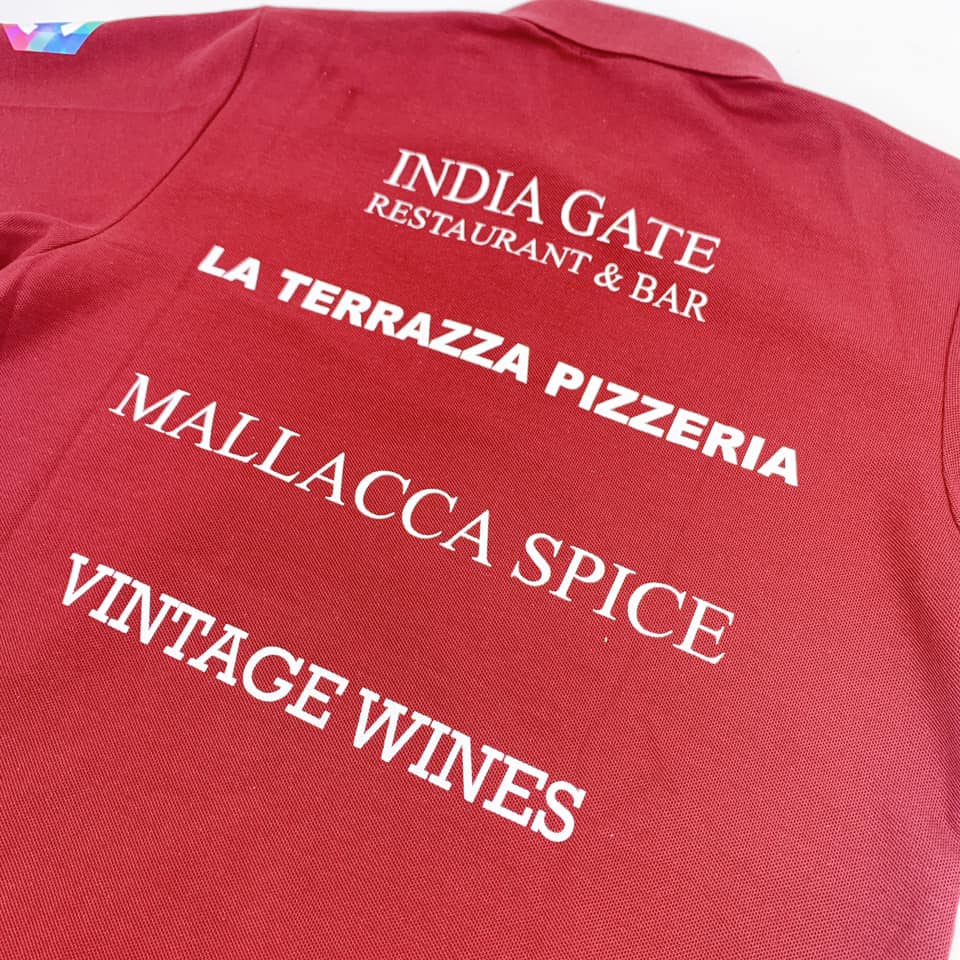 INDIA GATE
RESTAURANT & BAR
LA TERRAZZA PIZZERIA
MALLACCA SPICE
VINTAGE WINES